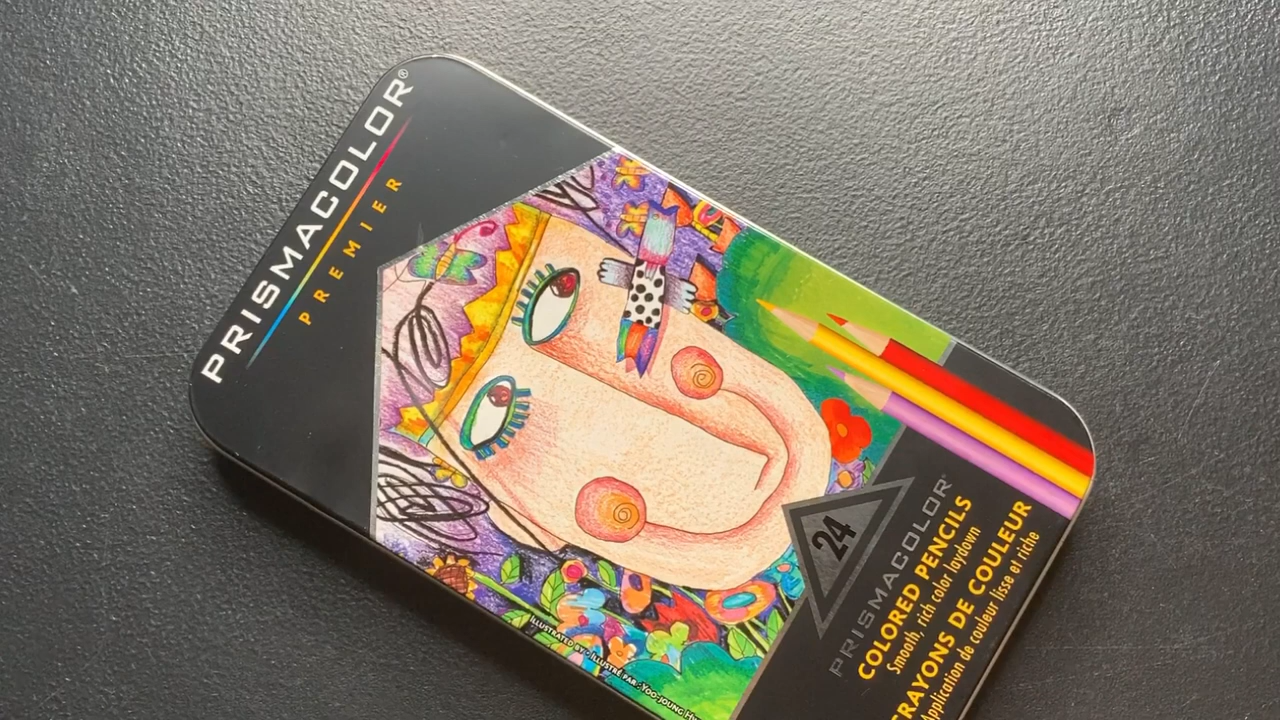 PRISMACOLOR®
PREMIER
24
PRISMACOLOR®
COLORED PENCILS
Smooth, rich color laydown
CRAYONS DE COULEUR
Application de couleur lisse et riche
ILLUSTRATED BY • ILLUSTRÉ PAR : YOO-JOUNG